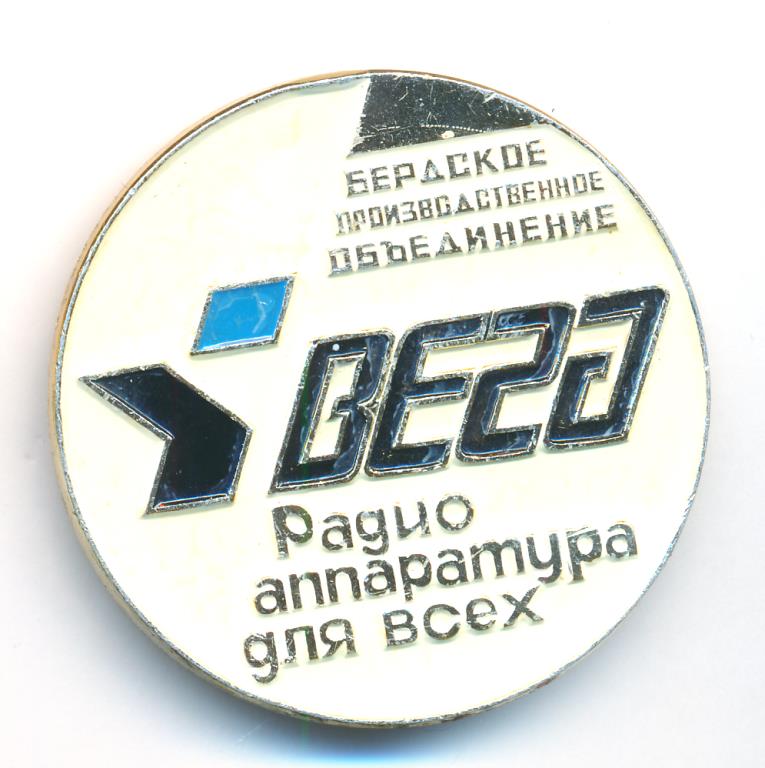 БЕРДСКОЕ
ПРОИЗВОДСТВЕННОЕ
ОБЪЕДИНЕНИЕ
ВЕГА
Радио
аппаратура
для всех